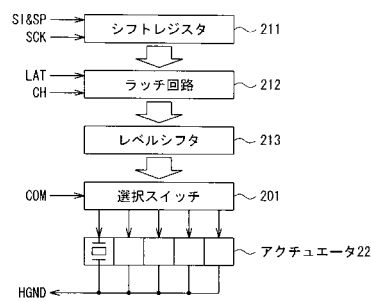 SI&SP
SCK
シフトレジスタ
211
LAT
CH
ラッチ回路
212
レベルシフタ
213
COM
選択スイッチ
201
アクチュエータ22
HGND